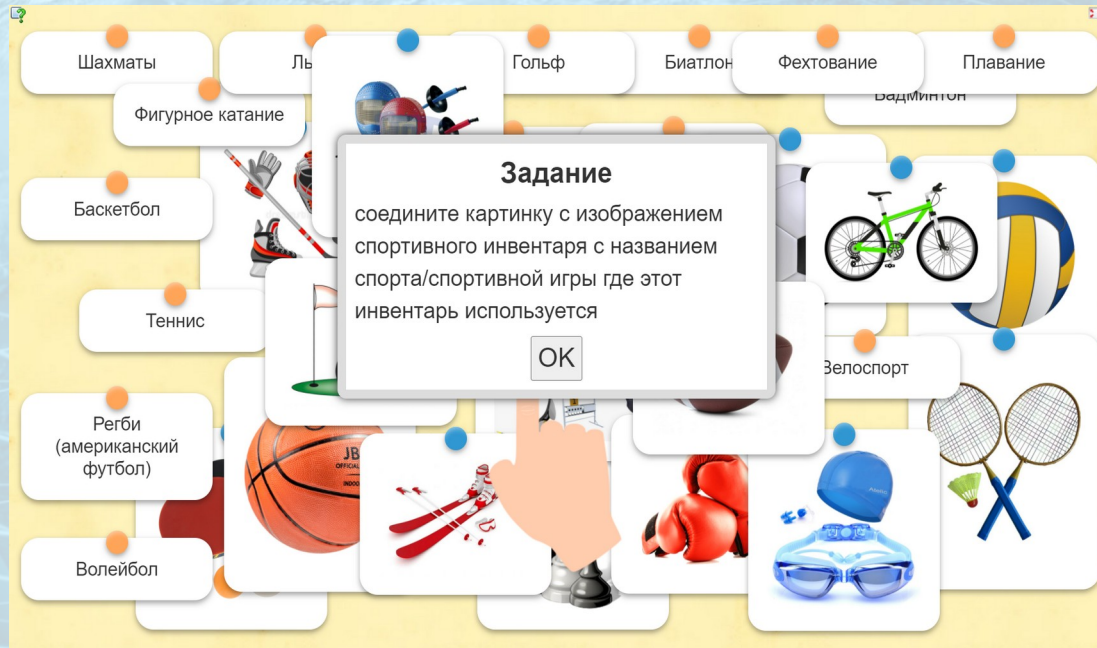 Шахматы
Гольф
Биатлон
Фехтование
Плавание
Бадминтон
Фигурное катание
Задание
соедините картинку с изображением
спортивного инвентаря с названием
спорта/спортивной игры где этот
инвентарь используется
OK
Баскетбол
Теннис
Велоспорт
Регби
(американский
футбол)
Волейбол